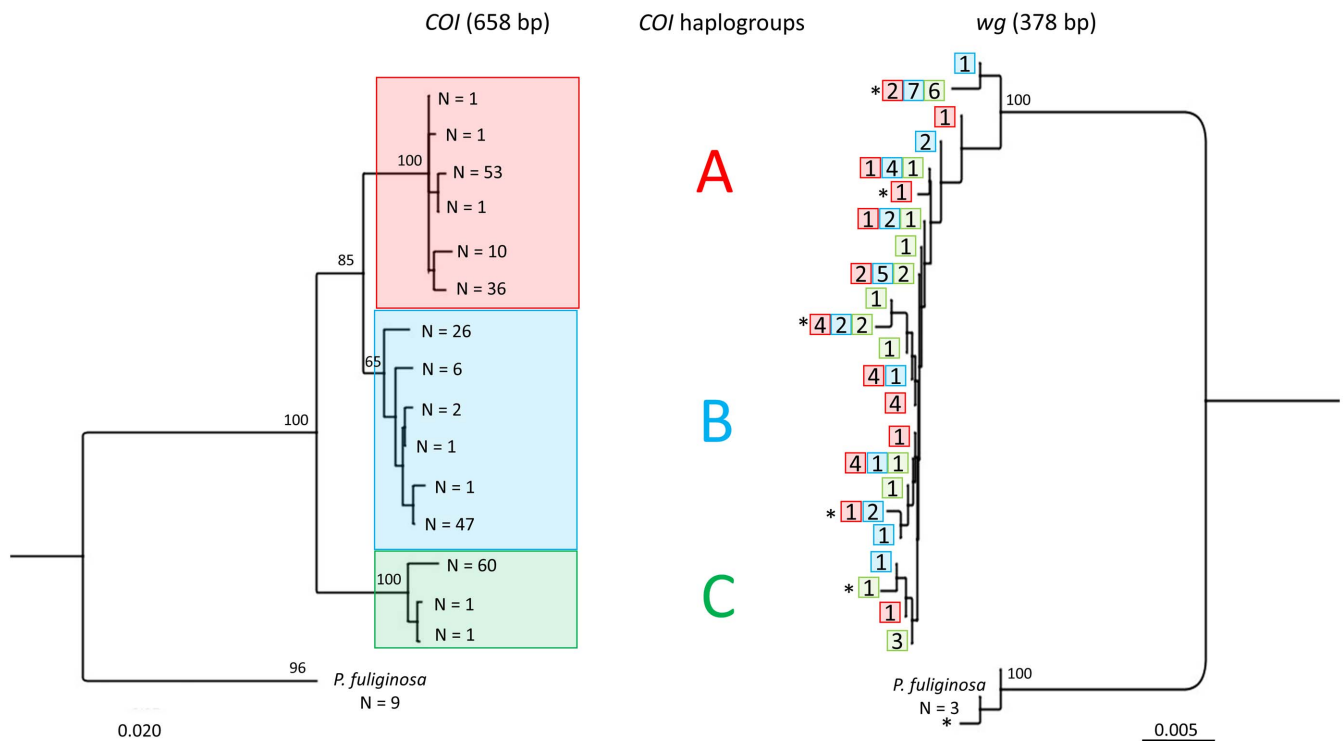 COI (658 bp)
COI haplogroups
wg (378 bp)
N = 1
N = 1
100
N = 53
N = 1
N = 10
N = 36
85
N = 26
65
N = 6
N = 2
100
N = 1
N = 1
N = 47
N = 60
100
N = 1
N = 1
96
P. fuliginosa
N = 9
0.020
A
B
C
1
*2 7 6
100
1
2
1 4 1
*1
1 2 1
1
2 5 2
1
*4 2 2
1
4 1
4
1
4 1 1
1
*1 2
1
1
*1
1
3
100
P. fuliginosa
N = 3
*
0.005